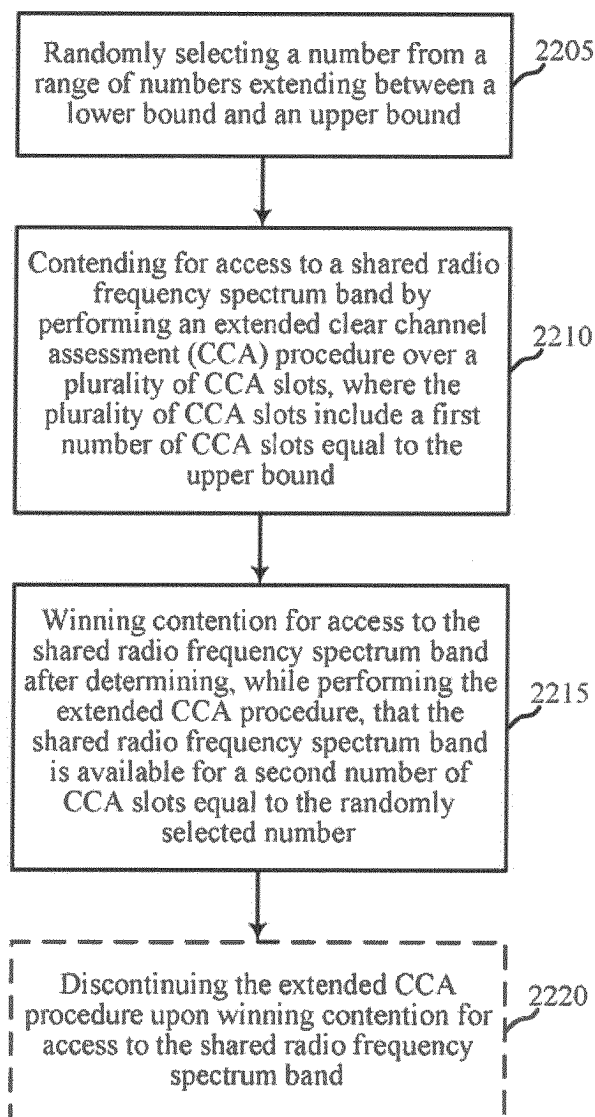 Randomly selecting a number from a
range of numbers extending between a
lower bound and an upper bound
2205
Contending for access to a shared radio
frequency spectrum band by
performing an extended clear channel
assessment (CCA) procedure over a
plurality of CCA slots, where the
plurality of CCA slots include a first
number of CCA slots equal to the
upper bound
2210
Winning contention for access to the
shared radio frequency spectrum band
after determining, while performing the
extended CCA procedure, that the
shared radio frequency spectrum band
is available for a second number of
CCA slots equal to the randomly
selected number
2215
Discontinuing the extended CCA
procedure upon winning contention for
access to the shared radio frequency
spectrum band
2220